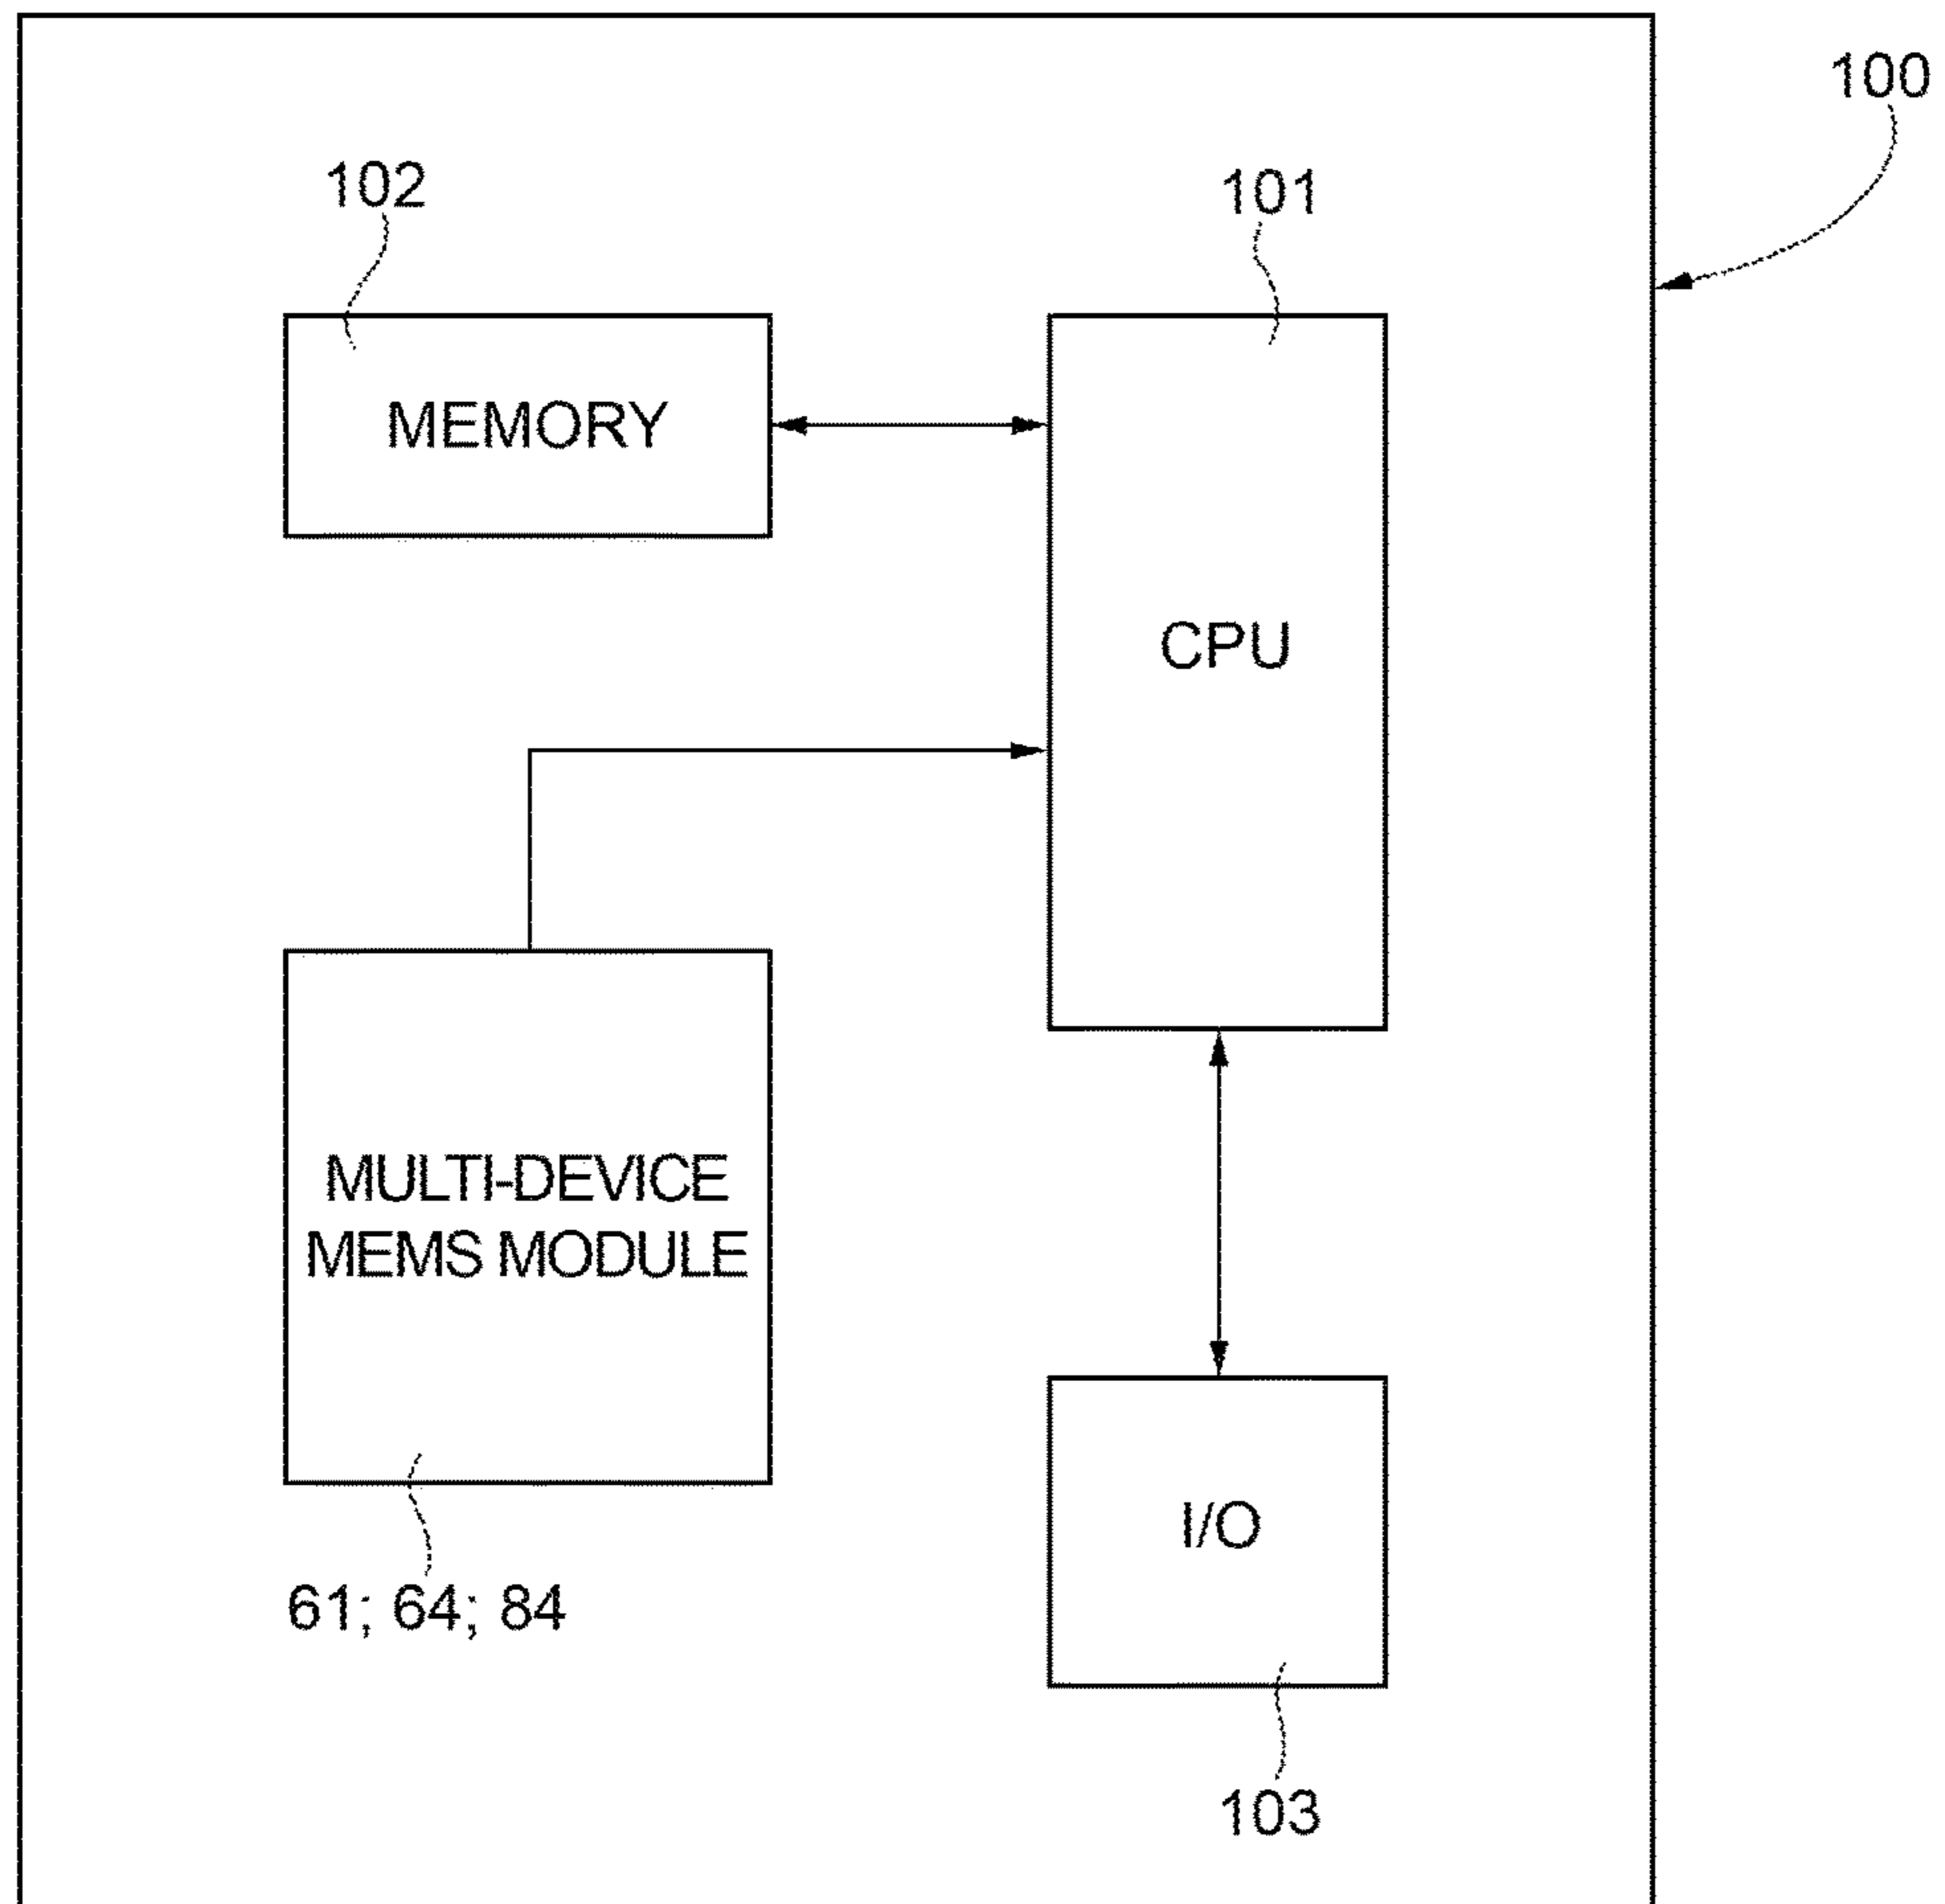 100
102
101
MEMORY
CPU
MULTI-DEVICE
MEMS MODULE
I/O
61; 64; 84
103